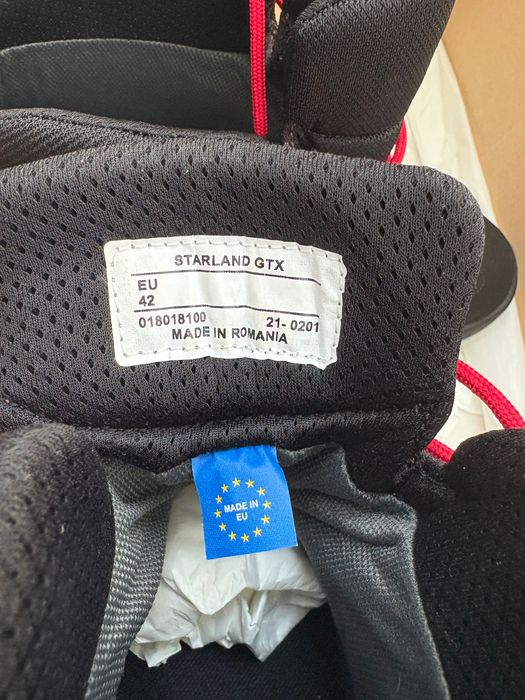 STARLAND GTX
EU
42
018018100 21- 0201
MADE IN ROMANIA
MADE IN
EU